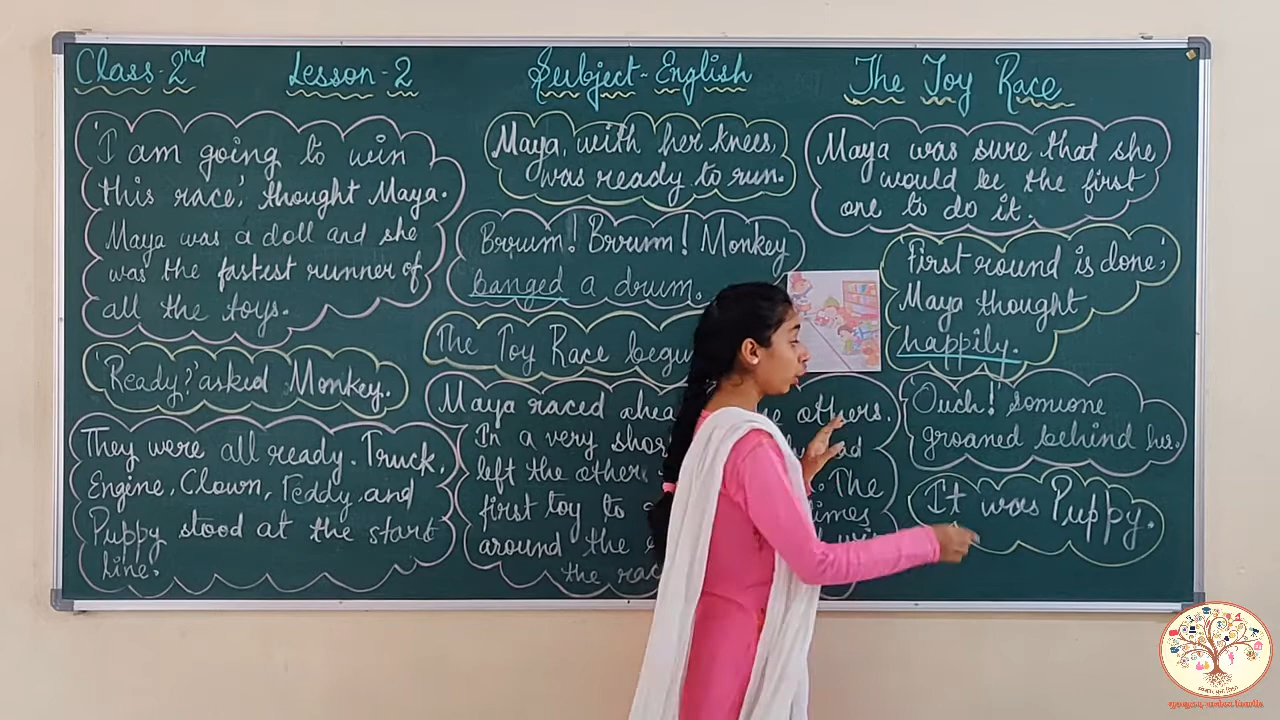 Class-2nd
Lesson-2
Subject-English
The Toy Race
'I am going to win
this race,' thought Maya.
Maya was a doll and she
was the fastest runner of
all the toys.
'Ready?' asked Monkey.
They were all ready. Truck,
Engine, Clown, Teddy, and
Puppy stood at the start
line.
Maya, with her knees,
was ready to run.
Brrum! Brrum! Monkey
banged a drum.
The Toy Race
Maya raced
others.
In a very
left the
The
first toy to
around the
the
Maya was sure that she
would be the first
one to do it.
'First round is done,'
Maya thought
happily.
'Ouch! someone
groaned behind her.
It was Puppy.